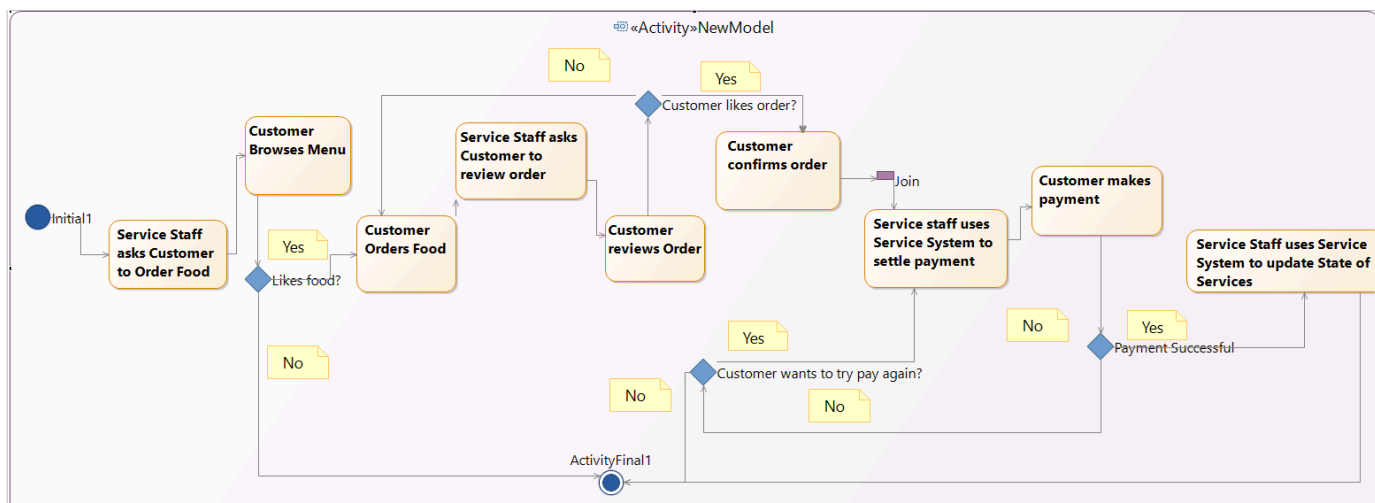 «Activity»NewModel
No
Yes
Customer likes order?
Customer
Browses Menu
Service Staff asks
Customer to
review order
Customer
confirms order
Join
Customer makes
payment
Initial1
Service Staff
asks Customer
to Order Food
Yes
Likes food?
Customer
Orders Food
Customer
reviews Order
Service staff uses
Service System to
settle payment
Service Staff uses Service
System to update State of
Services
No
Yes
No
Yes
Payment Successful
Customer wants to try pay again?
No
No
ActivityFinal1